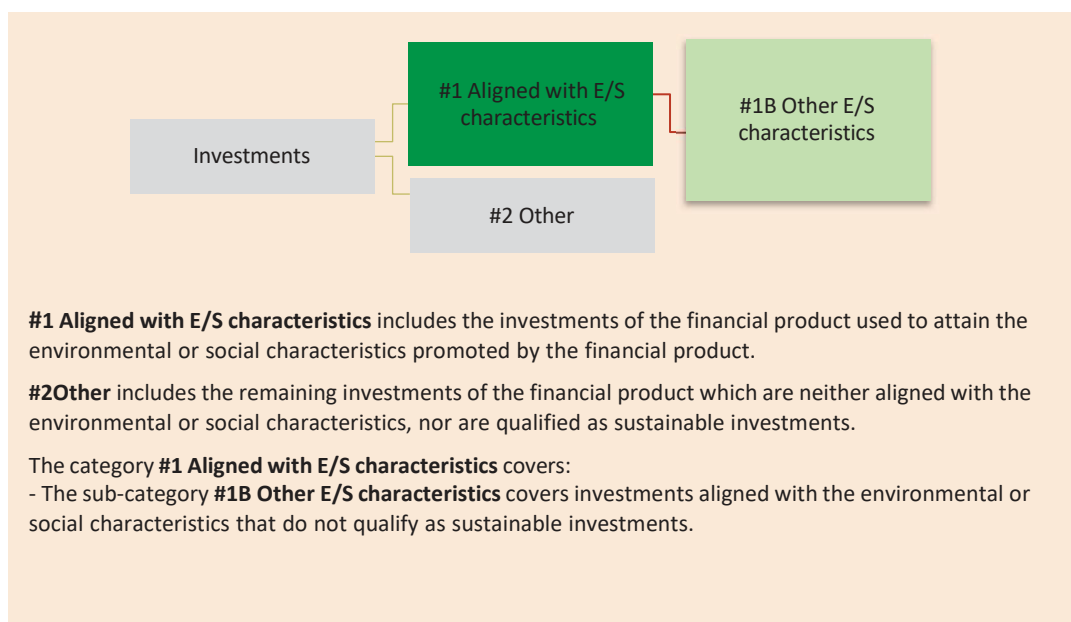 #1 Aligned with E/S
characteristics
#1B Other E/S
characteristics
Investments
#2 Other
#1 Aligned with E/S characteristics includes the investments of the financial product used to attain the
environmental or social characteristics promoted by the financial product.
#2Other includes the remaining investments of the financial product which are neither aligned with the
environmental or social characteristics, nor are qualified as sustainable investments.
The category #1 Aligned with E/S characteristics covers:
- The sub-category #1B Other E/S characteristics covers investments aligned with the environmental or
social characteristics that do not qualify as sustainable investments.